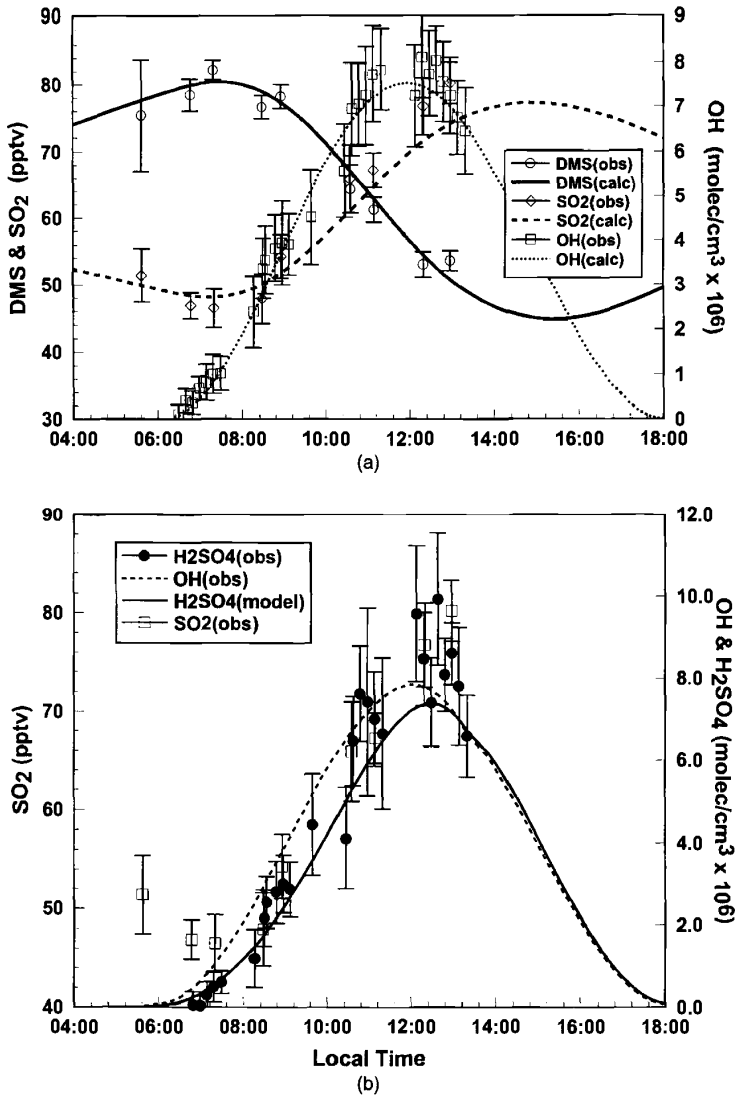 90
80
70
60
50
40
30
DMS & SO2 (pptv)
9
8
7
6
5
4
3
2
1
0
OH (molec/cm3 x 106)
DMS(obs)
DMS(calc)
SO2(obs)
SO2(calc)
OH(obs)
OH(calc)
04:00 06:00 08:00 10:00 12:00 14:00 16:00 18:00
(a)
90
80
70
60
50
40
SO2 (pptv)
12.0
10.0
8.0
6.0
4.0
2.0
0.0
OH & H2SO4 (molec/cm3 x 106)
H2SO4(obs)
OH(obs)
H2SO4(model)
SO2(obs)
04:00 06:00 08:00 10:00 12:00 14:00 16:00 18:00
Local Time
(b)